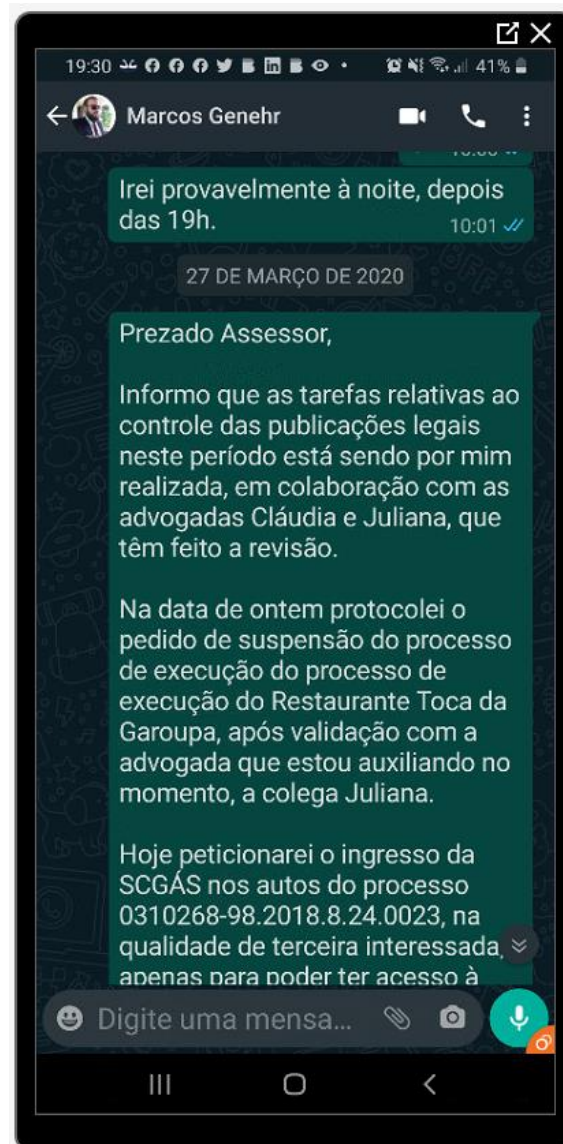 19:30 41%
Marcos Genehr
Irei provavelmente à noite, depois
das 19h. 10:01
27 DE MARÇO DE 2020
Prezado Assessor,
Informo que as tarefas relativas ao
controle das publicações legais
neste período está sendo por mim
realizada, em colaboração com as
advogadas Cláudia e Juliana, que
têm feito a revisão.
Na data de ontem protocolei o
pedido de suspensão do processo
de execução do processo de
execução do Restaurante Toca da
Garoupa, após validação com a
advogada que estou auxiliando no
momento, a colega Juliana.
Hoje peticionarei o ingresso da
SCGÁS nos autos do processo
0310268-98.2018.8.24.0023, na
qualidade de terceira interessada,
apenas para poder ter acesso à
Digite uma mensa...